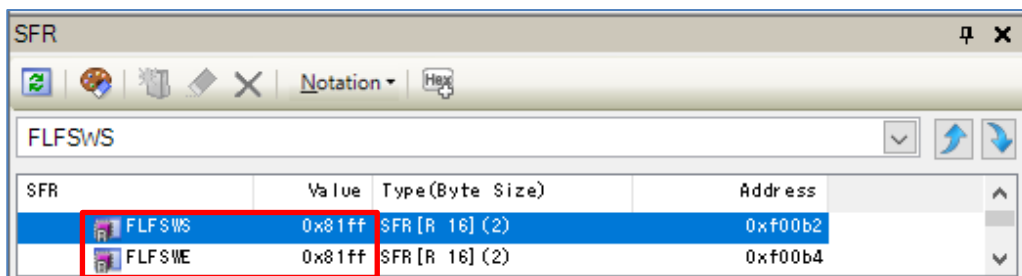 SFR
Notation
Hex
FLFSWS
SFR Value Type(Byte Size) Address
FLFSWS 0x81ff SFR[R 16](2) 0xf00b2
FLFSWE 0x81ff SFR[R 16](2) 0xf00b4